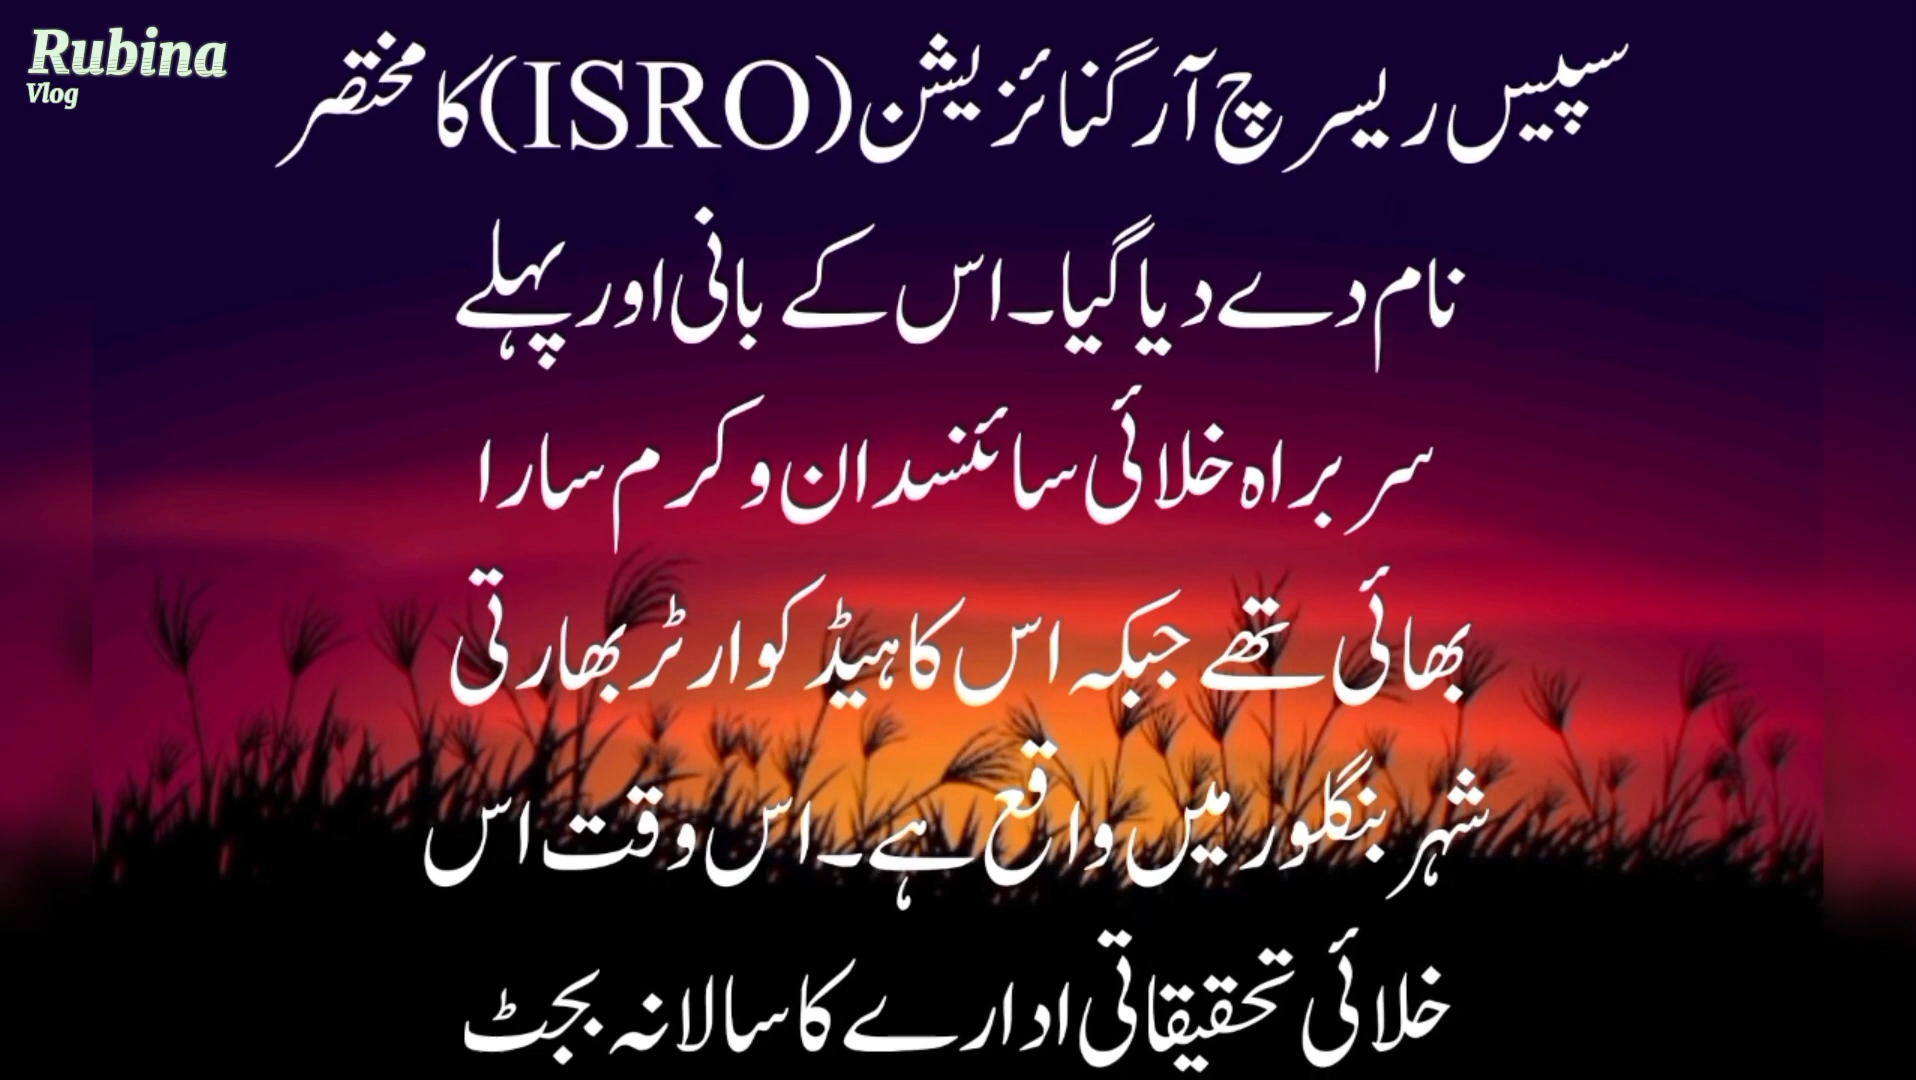 Rubina
Vlog
سپیس ریسرچ آرگنائزیشن (ISRO) کا مختصر
نام دے دیا گیا۔ اس کے بانی اور پہلے
سربراہ خلائی سائنسدان وکرم سارا
بھائی تھے جبکہ اس کا ہیڈ کوارٹر بھارتی
شہر بنگلور میں واقع ہے۔ اس وقت اس
خلائی تحقیقاتی ادارے کا سالانہ بجٹ